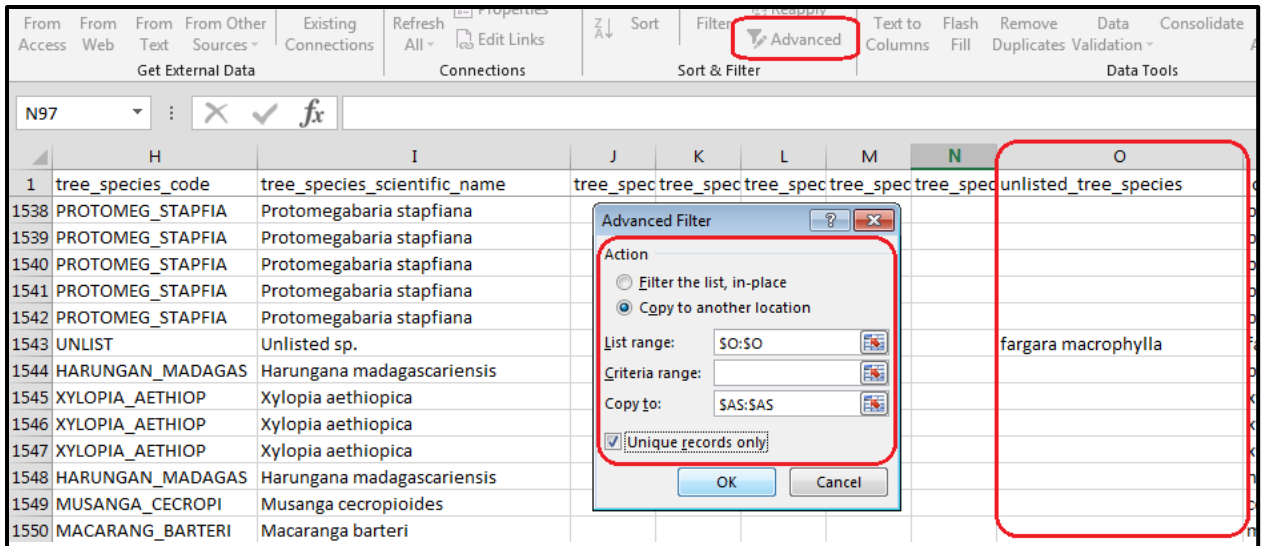 From From From From Other Existing Refresh Properties Sort Filter Reapply Text to Flash Remove Data Consolidate
Access Web Text Sources Connections All Edit Links Advanced Columns Fill Duplicates Validation
Get External Data Connections Sort & Filter Data Tools
N97 fx
H I J K L M N O
1 tree_species_code tree_species_scientific_name tree_spec tree_spec tree_spec tree_spec tree_spec unlisted_tree_species
1538 PROTOMEG_STAPFIA Protomegabaria stapfiana
1539 PROTOMEG_STAPFIA Protomegabaria stapfiana
1540 PROTOMEG_STAPFIA Protomegabaria stapfiana
1541 PROTOMEG_STAPFIA Protomegabaria stapfiana
1542 PROTOMEG_STAPFIA Protomegabaria stapfiana
1543 UNLIST Unlisted sp. fargara macrophylla
1544 HARUNGAN_MADAGAS Harungana madagascariensis
1545 XYLOPIA_AETHIOP Xylopia aethiopica
1546 XYLOPIA_AETHIOP Xylopia aethiopica
1547 XYLOPIA_AETHIOP Xylopia aethiopica
1548 HARUNGAN_MADAGAS Harungana madagascariensis
1549 MUSANGA_CECROPI Musanga cecropioides
1550 MACARANG_BARTERI Macaranga barteri
Advanced Filter ?
Action
Filter the list, in-place
Copy to another location
List range: $O:$O
Criteria range:
Copy to: $AS:$AS
Unique records only
OK Cancel